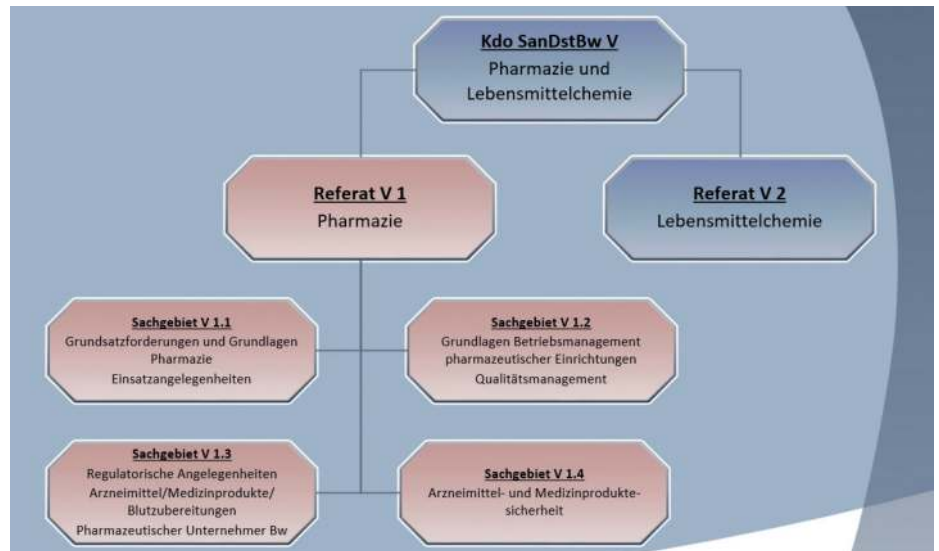 Kdo SanDstBw V
Pharmazie und
Lebensmittelchemie
Referat V 1
Pharmazie
Referat V 2
Lebensmittelchemie
Sachgebiet V 1.1
Grundsatzforderungen und Grundlagen
Pharmazie
Einsatzangelegenheiten
Sachgebiet V 1.2
Grundlagen Betriebsmanagement
pharmazeutischer Einrichtungen
Qualitätsmanagement
Sachgebiet V 1.3
Regulatorische Angelegenheiten
Arzneimittel/Medizinprodukte/
Blutzubereitungen
Pharmazeutischer Unternehmer Bw
Sachgebiet V 1.4
Arzneimittel- und Medizinprodukte-
sicherheit